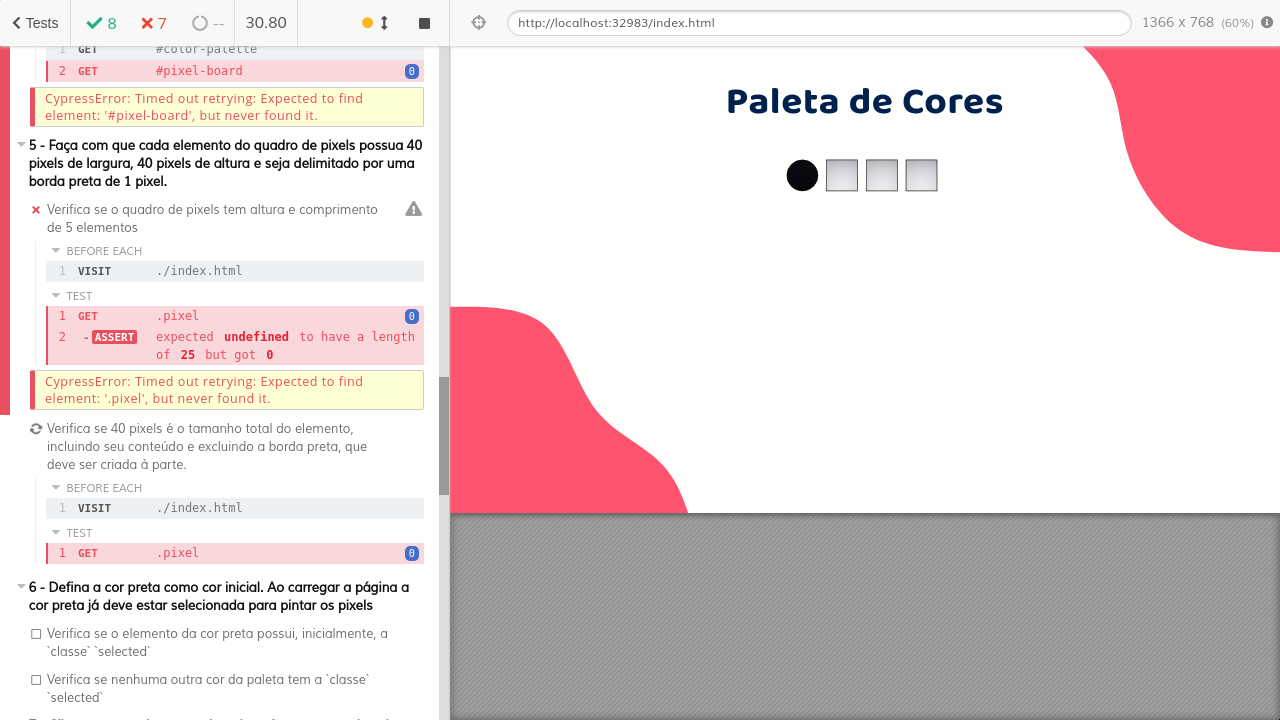 Tests
8
7
--
30.80
http://localhost:32983/index.html
1366 x 768 (60%)
1 GET #color-palette
2 GET #pixel-board 0
CypressError: Timed out retrying: Expected to find
element: '#pixel-board', but never found it.
5 - Faça com que cada elemento do quadro de pixels possua 40
pixels de largura, 40 pixels de altura e seja delimitado por uma
borda preta de 1 pixel.
Verifica se o quadro de pixels tem altura e comprimento
de 5 elementos
BEFORE EACH
1 VISIT ./index.html
TEST
1 GET .pixel 0
2 -ASSERT expected undefined to have a length
of 25 but got 0
CypressError: Timed out retrying: Expected to find
element: '.pixel', but never found it.
Verifica se 40 pixels é o tamanho total do elemento,
incluindo seu conteúdo e excluindo a borda preta, que
deve ser criada à parte.
BEFORE EACH
1 VISIT ./index.html
TEST
1 GET .pixel 0
6 - Defina a cor preta como cor inicial. Ao carregar a página a
cor preta já deve estar selecionada para pintar os pixels
Verifica se o elemento da cor preta possui, inicialmente, a
`classe` `selected`
Verifica se nenhuma outra cor da paleta tem a `classe`
`selected`
Paleta de Cores